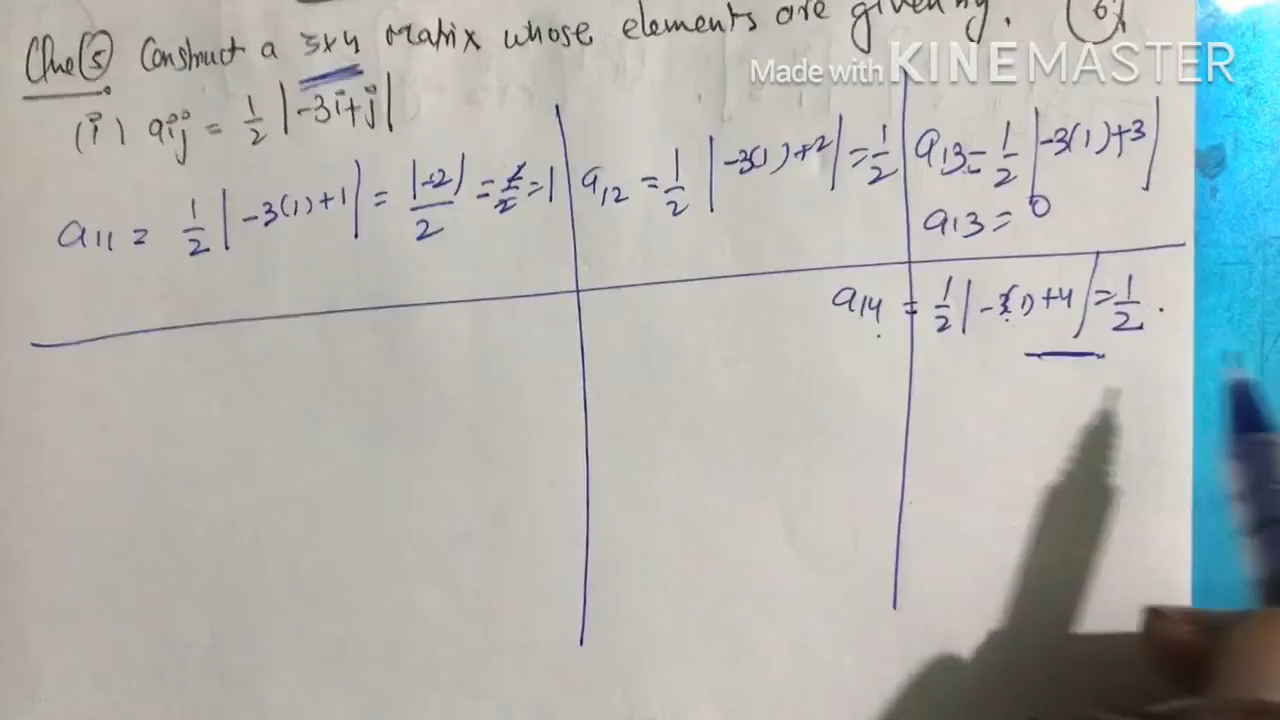 Que (5) Construct a 3x4 Matrix whose elements are given by. (6)
Made with KINEMASTER
(i) aij = 1/2 |-3i+j|
a11 = 1/2 |-3(1)+1| = |-2|/2 = 2/2 = 1
a12 = 1/2 |-3(1)+2| = 1/2
a13 = 1/2 |-3(1)+3|
a13 = 0
a14 = 1/2 |-3(1)+4| = 1/2.